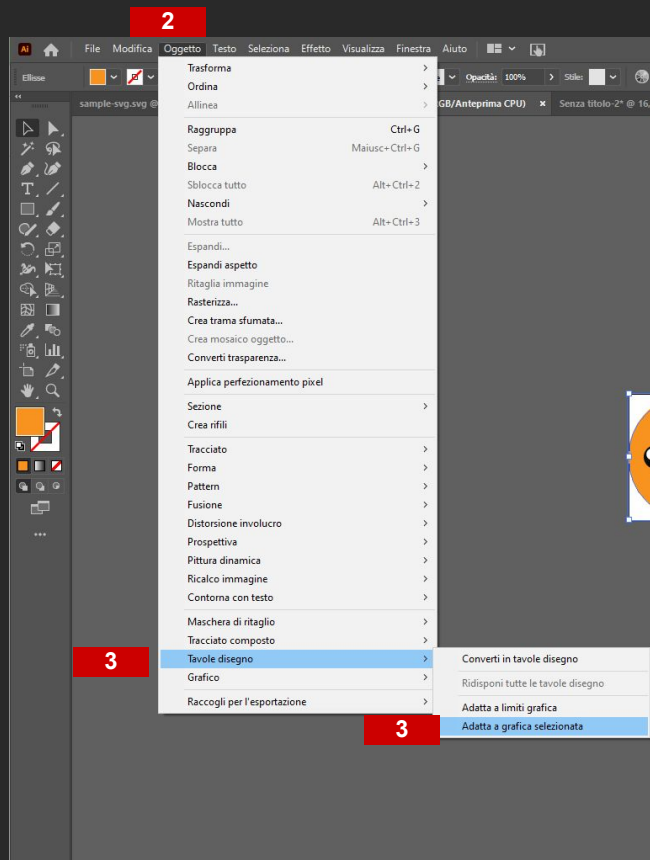 2
Ai File Modifica Oggetto Testo Seleziona Effetto Visualizza Finestra Aiuto
Ellisse Opacità: 100% Stile:
sample-svg.svg @ GB/Anteprima CPU) × Senza titolo-2* @ 16,
Trasforma
Ordina
Allinea
Raggruppa Ctrl+G
Separa Maiusc+Ctrl+G
Blocca
Sblocca tutto Alt+Ctrl+2
Nascondi
Mostra tutto Alt+Ctrl+3
Espandi...
Espandi aspetto
Ritaglia immagine
Rasterizza...
Crea trama sfumata...
Crea mosaico oggetto...
Converti trasparenza...
Applica perfezionamento pixel
Sezione
Crea rifili
Tracciato
Forma
Pattern
Fusione
Distorsione involucro
Prospettiva
Pittura dinamica
Ricalco immagine
Contorna con testo
Maschera di ritaglio
Tracciato composto
3 Tavole disegno
Grafico
Raccogli per l'esportazione
Converti in tavole disegno
Ridisponi tutte le tavole disegno
Adatta a limiti grafica
3 Adatta a grafica selezionata